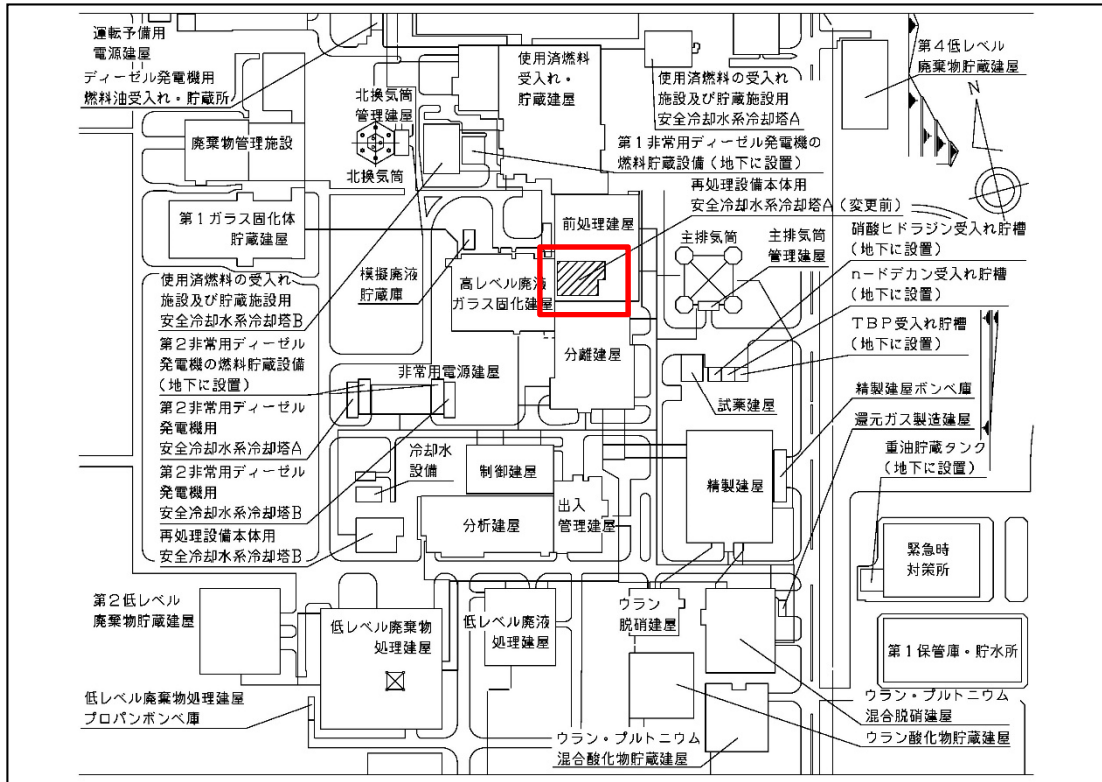 運転予備用
電源建屋
ディーゼル発電機用
燃料油受入れ・貯蔵所
北換気筒
管理建屋
使用済燃料
受入れ・
貯蔵建屋
使用済燃料の受入れ
施設及び貯蔵施設用
安全冷却水系冷却塔A
第4低レベル
廃棄物貯蔵建屋
N
廃棄物管理施設
北換気筒
第1非常用ディーゼル発電機の
燃料貯蔵設備(地下に設置)
再処理設備本体用
安全冷却水系冷却塔A(変更前)
第1ガラス固化体
貯蔵建屋
前処理建屋
主排気筒
主排気筒
管理建屋
硝酸ヒドラジン受入れ貯槽
(地下に設置)
n-ドデカン受入れ貯槽
(地下に設置)
TBP受入れ貯槽
(地下に設置)
模擬廃液
貯蔵庫
高レベル廃液
ガラス固化建屋
使用済燃料の受入れ
施設及び貯蔵施設用
安全冷却水系冷却塔B
第2非常用ディーゼル
発電機の燃料貯蔵設備
(地下に設置)
非常用電源建屋
分離建屋
試薬建屋
精製建屋ボンベ庫
還元ガス製造建屋
重油貯蔵タンク
(地下に設置)
第2非常用ディーゼル
発電機用
安全冷却水系冷却塔A
第2非常用ディーゼル
発電機用
安全冷却水系冷却塔B
再処理設備本体用
安全冷却水系冷却塔B
冷却水
設備
制御建屋
分析建屋
出入
管理建屋
精製建屋
緊急時
対策所
第2低レベル
廃棄物貯蔵建屋
低レベル廃棄物
処理建屋
低レベル廃液
処理建屋
ウラン
脱硝建屋
第1保管庫・貯水所
低レベル廃棄物処理建屋
プロパンボンベ庫
ウラン・プルトニウム
混合酸化物貯蔵建屋
ウラン・プルトニウム
混合脱硝建屋
ウラン酸化物貯蔵建屋